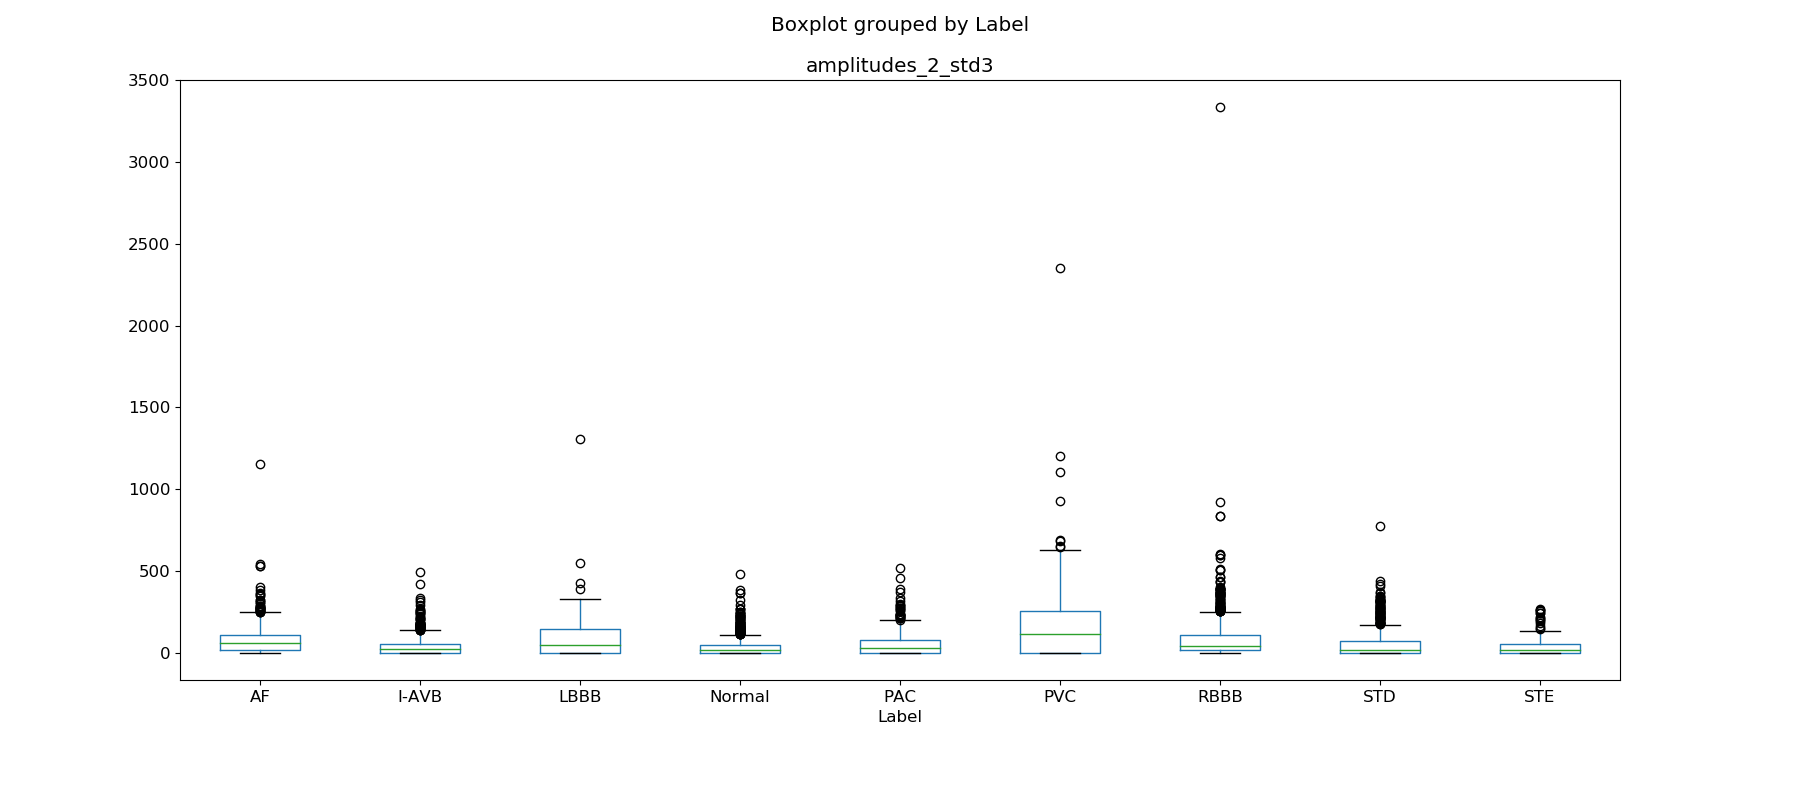 Boxplot grouped by Label
amplitudes_2_std3
3500
3000
2500
2000
1500
1000
500
0
AF I-AVB LBBB Normal PAC PVC RBBB STD STE
Label